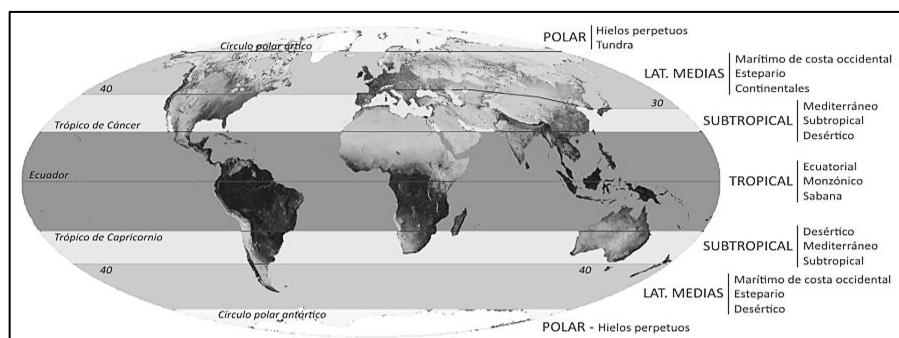 Círculo polar ártico
POLAR
Hielos perpetuos
Tundra
LAT. MEDIAS
Marítimo de costa occidental
Estepario
Continentales
40
30
SUBTROPICAL
Mediterráneo
Subtropical
Desértico
Trópico de Cáncer
Ecuador
TROPICAL
Ecuatorial
Monzónico
Sabana
Trópico de Capricornio
SUBTROPICAL
Desértico
Mediterráneo
Subtropical
40
40
LAT. MEDIAS
Marítimo de costa occidental
Estepario
Desértico
Círculo polar antártico
POLAR - Hielos perpetuos